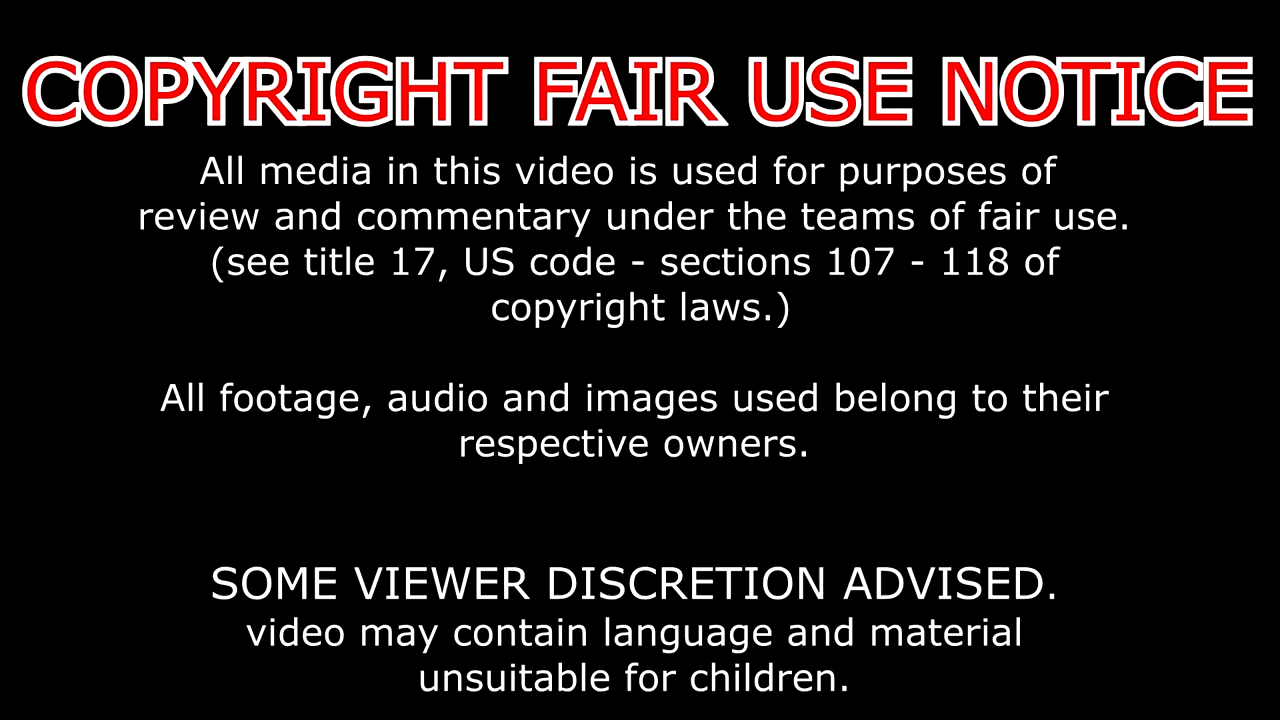 COPYRIGHT FAIR USE NOTICE
All media in this video is used for purposes of
review and commentary under the teams of fair use.
(see title 17, US code - sections 107 - 118 of
copyright laws.)
All footage, audio and images used belong to their
respective owners.
SOME VIEWER DISCRETION ADVISED.
video may contain language and material
unsuitable for children.